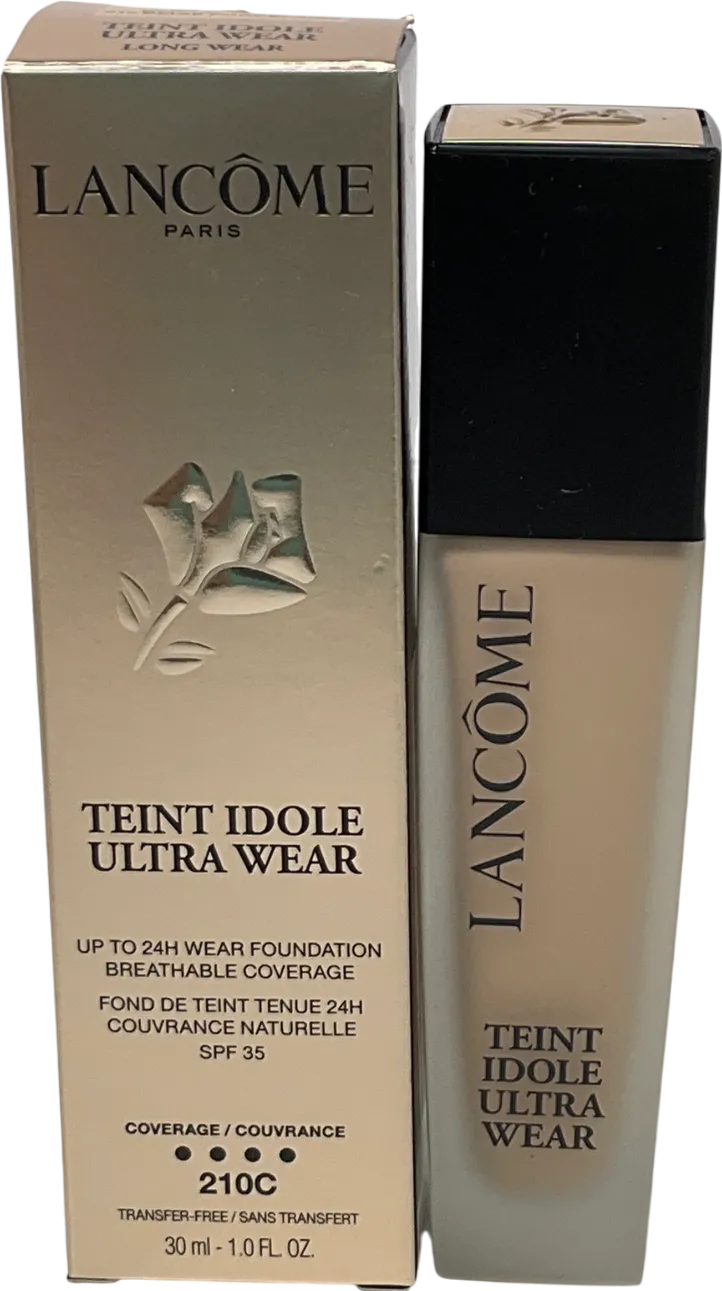 TEINT IDOLE
ULTRA WEAR
LONG WEAR
LANCÔME
PARIS
TEINT IDOLE
ULTRA WEAR
UP TO 24H WEAR FOUNDATION
BREATHABLE COVERAGE
FOND DE TEINT TENUE 24H
COUVRANCE NATURELLE
SPF 35
COVERAGE / COUVRANCE
210C
TRANSFER-FREE / SANS TRANSFERT
30 ml - 1.0 FL. OZ.
LANCÔME
TEINT
IDOLE
ULTRA
WEAR